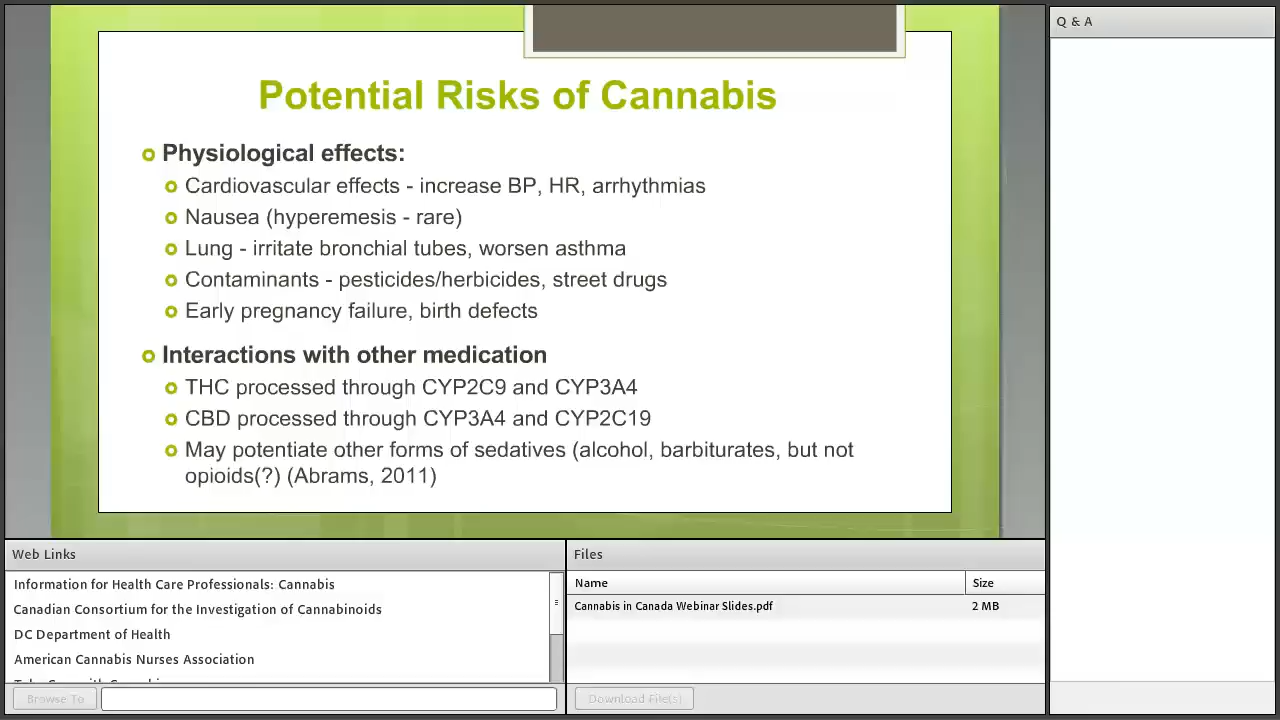 Potential Risks of Cannabis
Physiological effects:
Cardiovascular effects - increase BP, HR, arrhythmias
Nausea (hyperemesis - rare)
Lung - irritate bronchial tubes, worsen asthma
Contaminants - pesticides/herbicides, street drugs
Early pregnancy failure, birth defects
Interactions with other medication
THC processed through CYP2C9 and CYP3A4
CBD processed through CYP3A4 and CYP2C19
May potentiate other forms of sedatives (alcohol, barbiturates, but not
opioids(?) (Abrams, 2011)
Q & A
Web Links
Information for Health Care Professionals: Cannabis
Canadian Consortium for the Investigation of Cannabinoids
DC Department of Health
American Cannabis Nurses Association
Browse To
Files
Name Size
Cannabis in Canada Webinar Slides.pdf 2 MB
Download File(s)